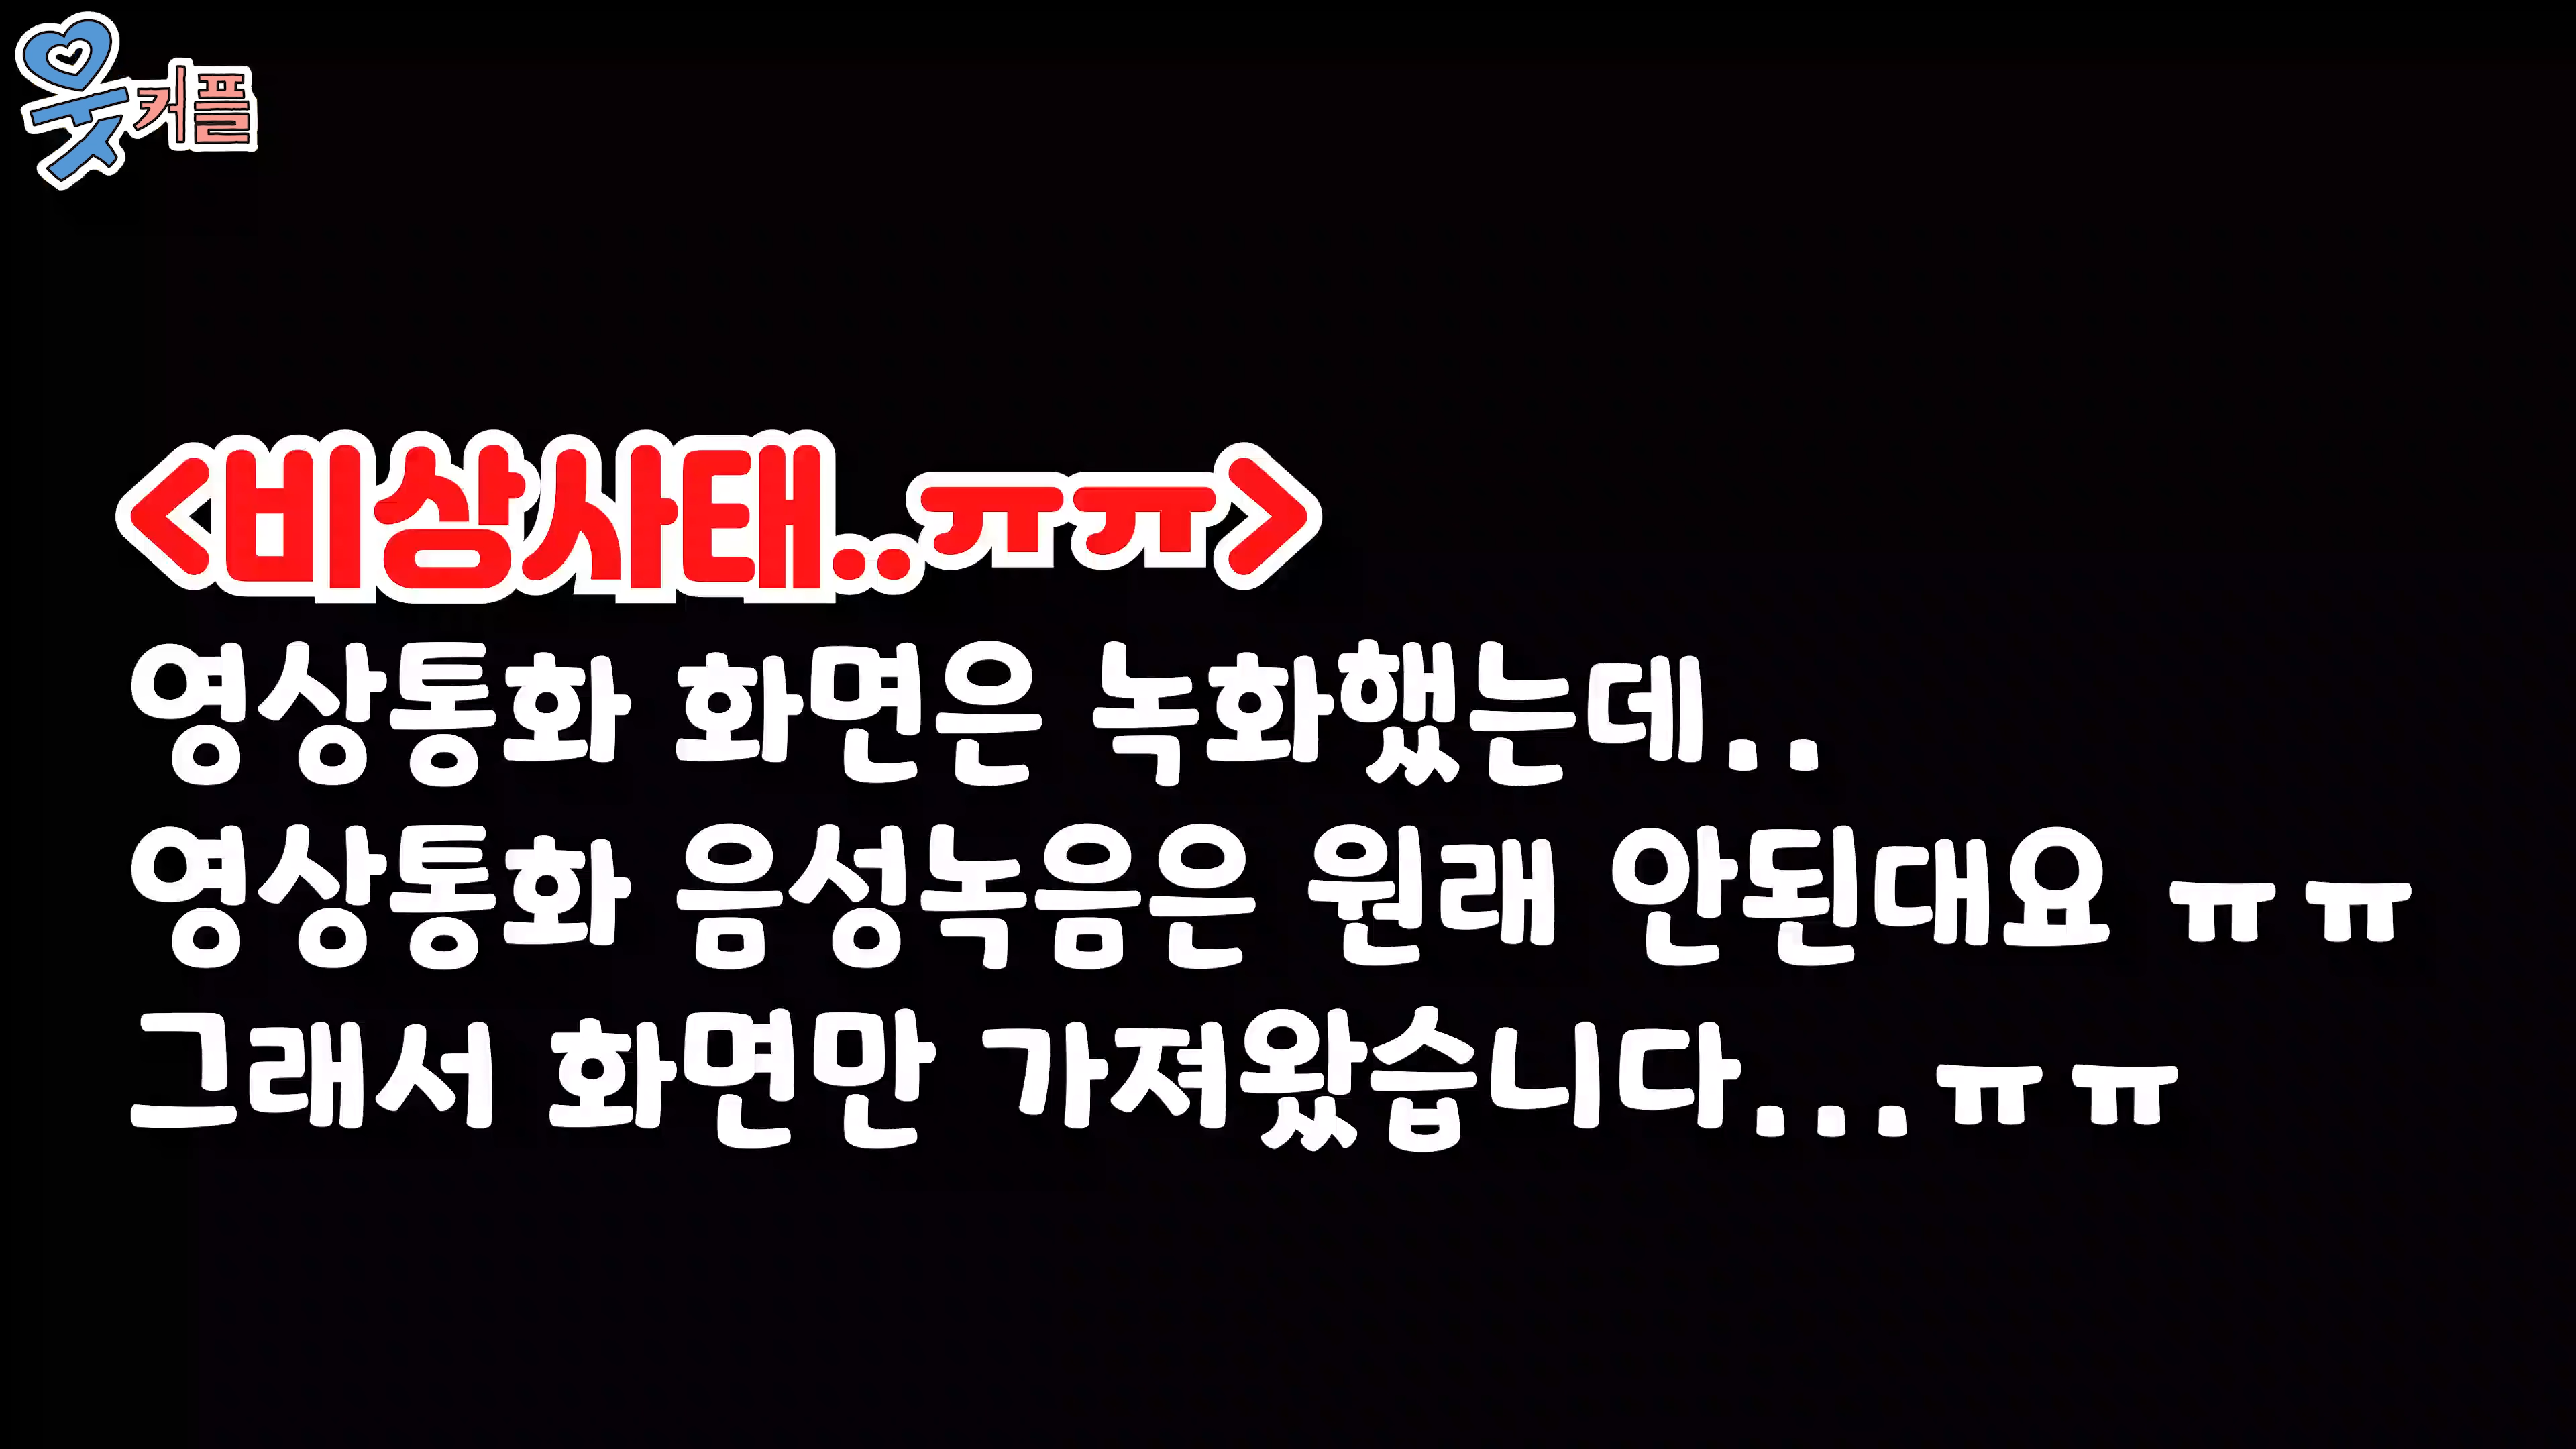 웃커플
<비상사태..ㅠㅠ>
영상통화 화면은 녹화했는데..
영상통화 음성녹음은 원래 안된대요 ㅠㅠ
그래서 화면만 가져왔습니다...ㅠㅠ